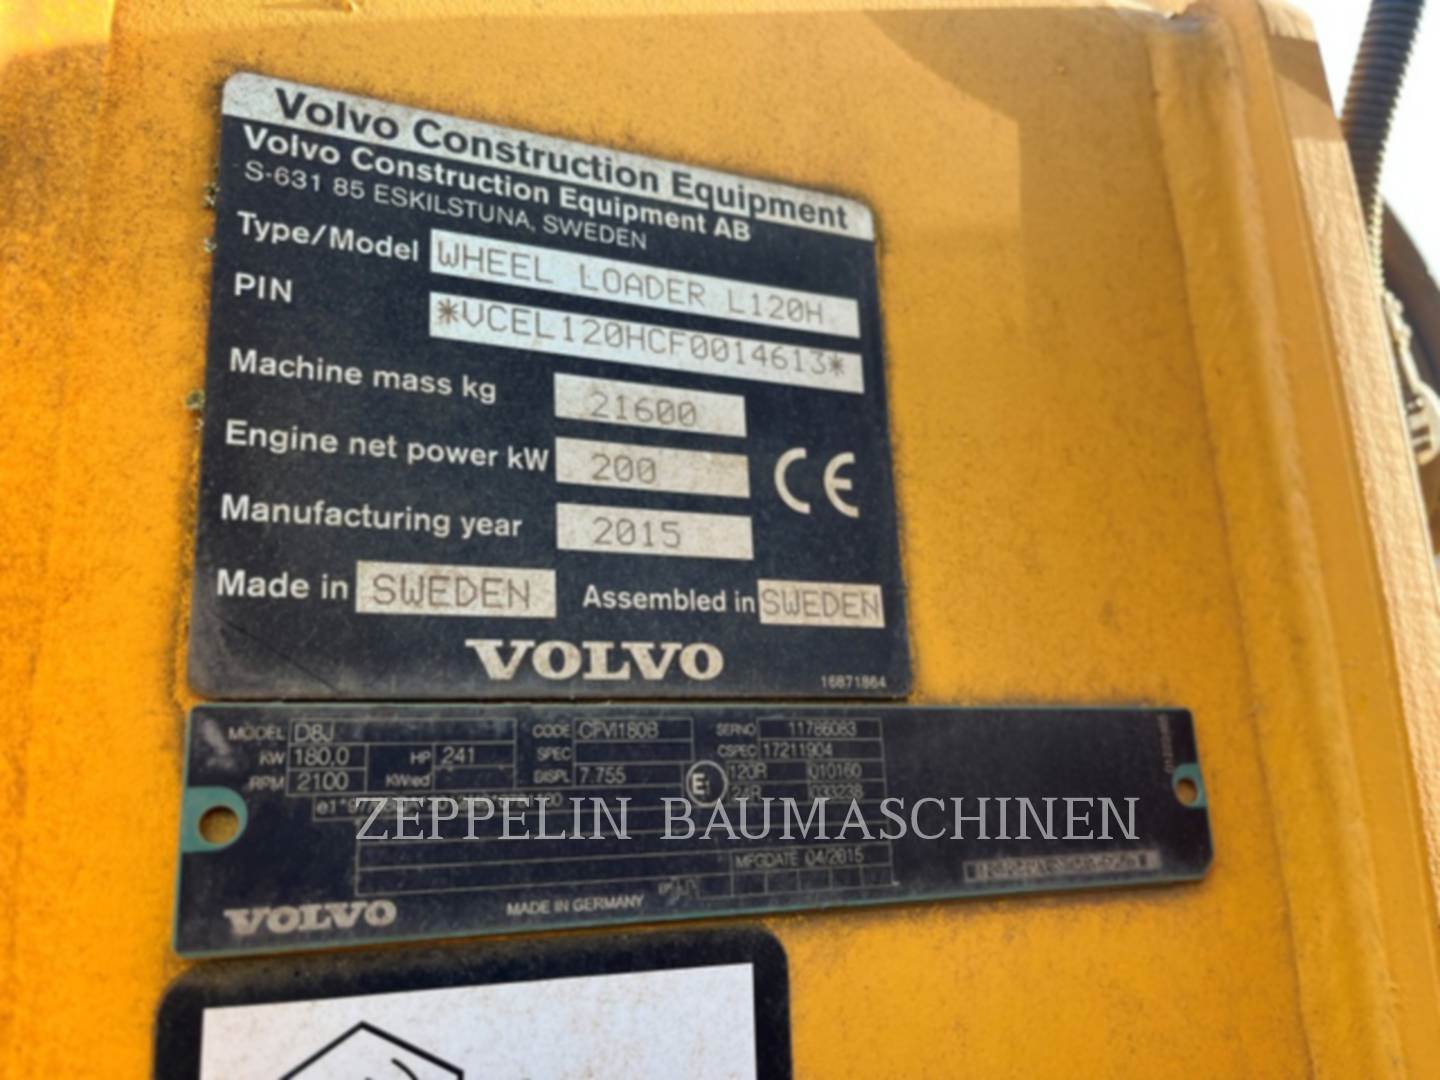 Volvo Construction Equipment
Volvo Construction Equipment AB
S-631 85 ESKILSTUNA, SWEDEN
Type/Model WHEEL LOADER L120H
PIN *VCEL120HCF0014613*
Machine mass kg 21600
Engine net power kW 200
CE
Manufacturing year 2015
Made in SWEDEN Assembled in SWEDEN
VOLVO
16871864
MODEL D8J CODE CPVI180B SERNO 11786083
KW 180.0 HP 241 SPEC CSPEC 17211904
RPM 2100 KW-ed DISPL 7.755 E1 120R 010160
24R 033238
ZEPPELIN BAUMASCHINEN
MFGDATE 04/2015
VOLVO MADE IN GERMANY